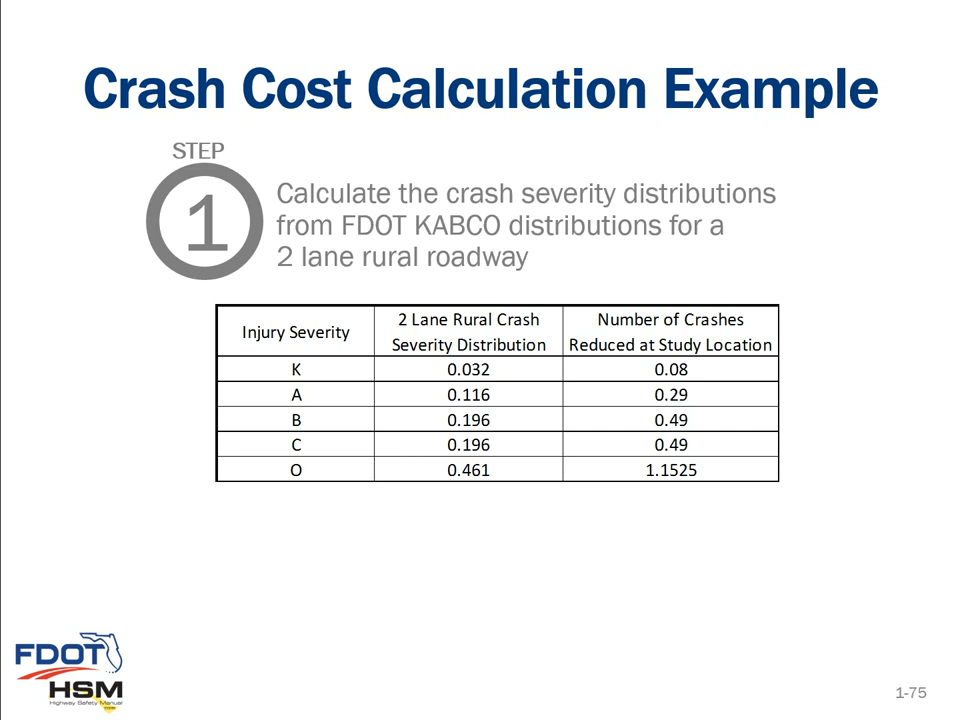 Crash Cost Calculation Example
STEP
1
Calculate the crash severity distributions
from FDOT KABCO distributions for a
2 lane rural roadway
Injury Severity
2 Lane Rural Crash
Severity Distribution
Number of Crashes
Reduced at Study Location
K 0.032 0.08
A 0.116 0.29
B 0.196 0.49
C 0.196 0.49
O 0.461 1.1525
FDOT
HSM
Highway Safety Manual
1-75